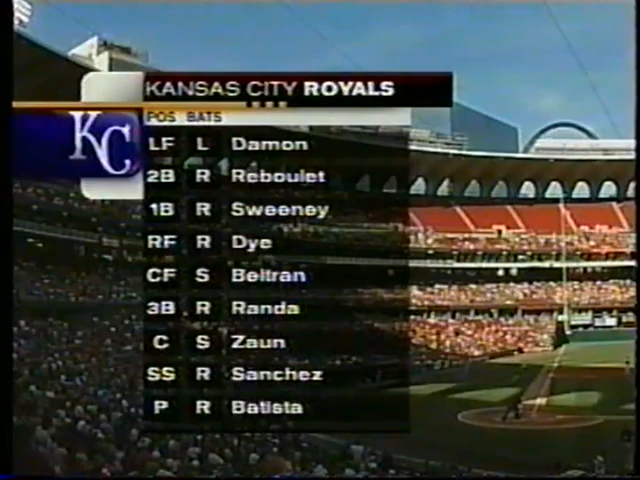 KANSAS CITY ROYALS
KC
POS BATS
LF L Damon
2B R Reboulet
1B R Sweeney
RF R Dye
CF S Beltran
3B R Randa
C S Zaun
SS R Sanchez
P R Batista